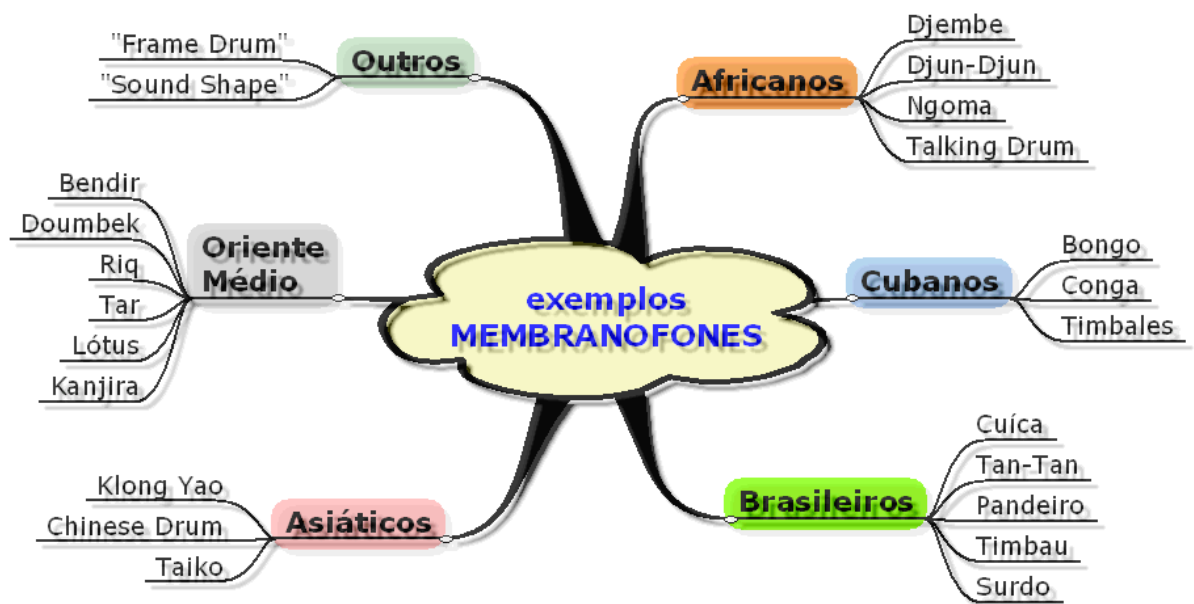 exemplos
MEMBRANOFONES
Outros
"Frame Drum"
"Sound Shape"
Africanos
Djembe
Djun-Djun
Ngoma
Talking Drum
Oriente
Médio
Bendir
Doumbek
Riq
Tar
Lótus
Kanjira
Cubanos
Bongo
Conga
Timbales
Asiáticos
Klong Yao
Chinese Drum
Taiko
Brasileiros
Cuíca
Tan-Tan
Pandeiro
Timbau
Surdo